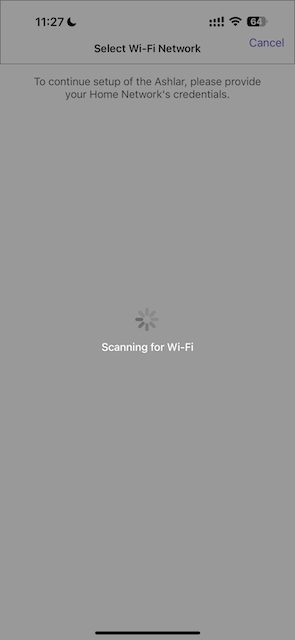 11:27
64
Select Wi-Fi Network
Cancel
To continue setup of the Ashlar, please provide
your Home Network's credentials.
Scanning for Wi-Fi